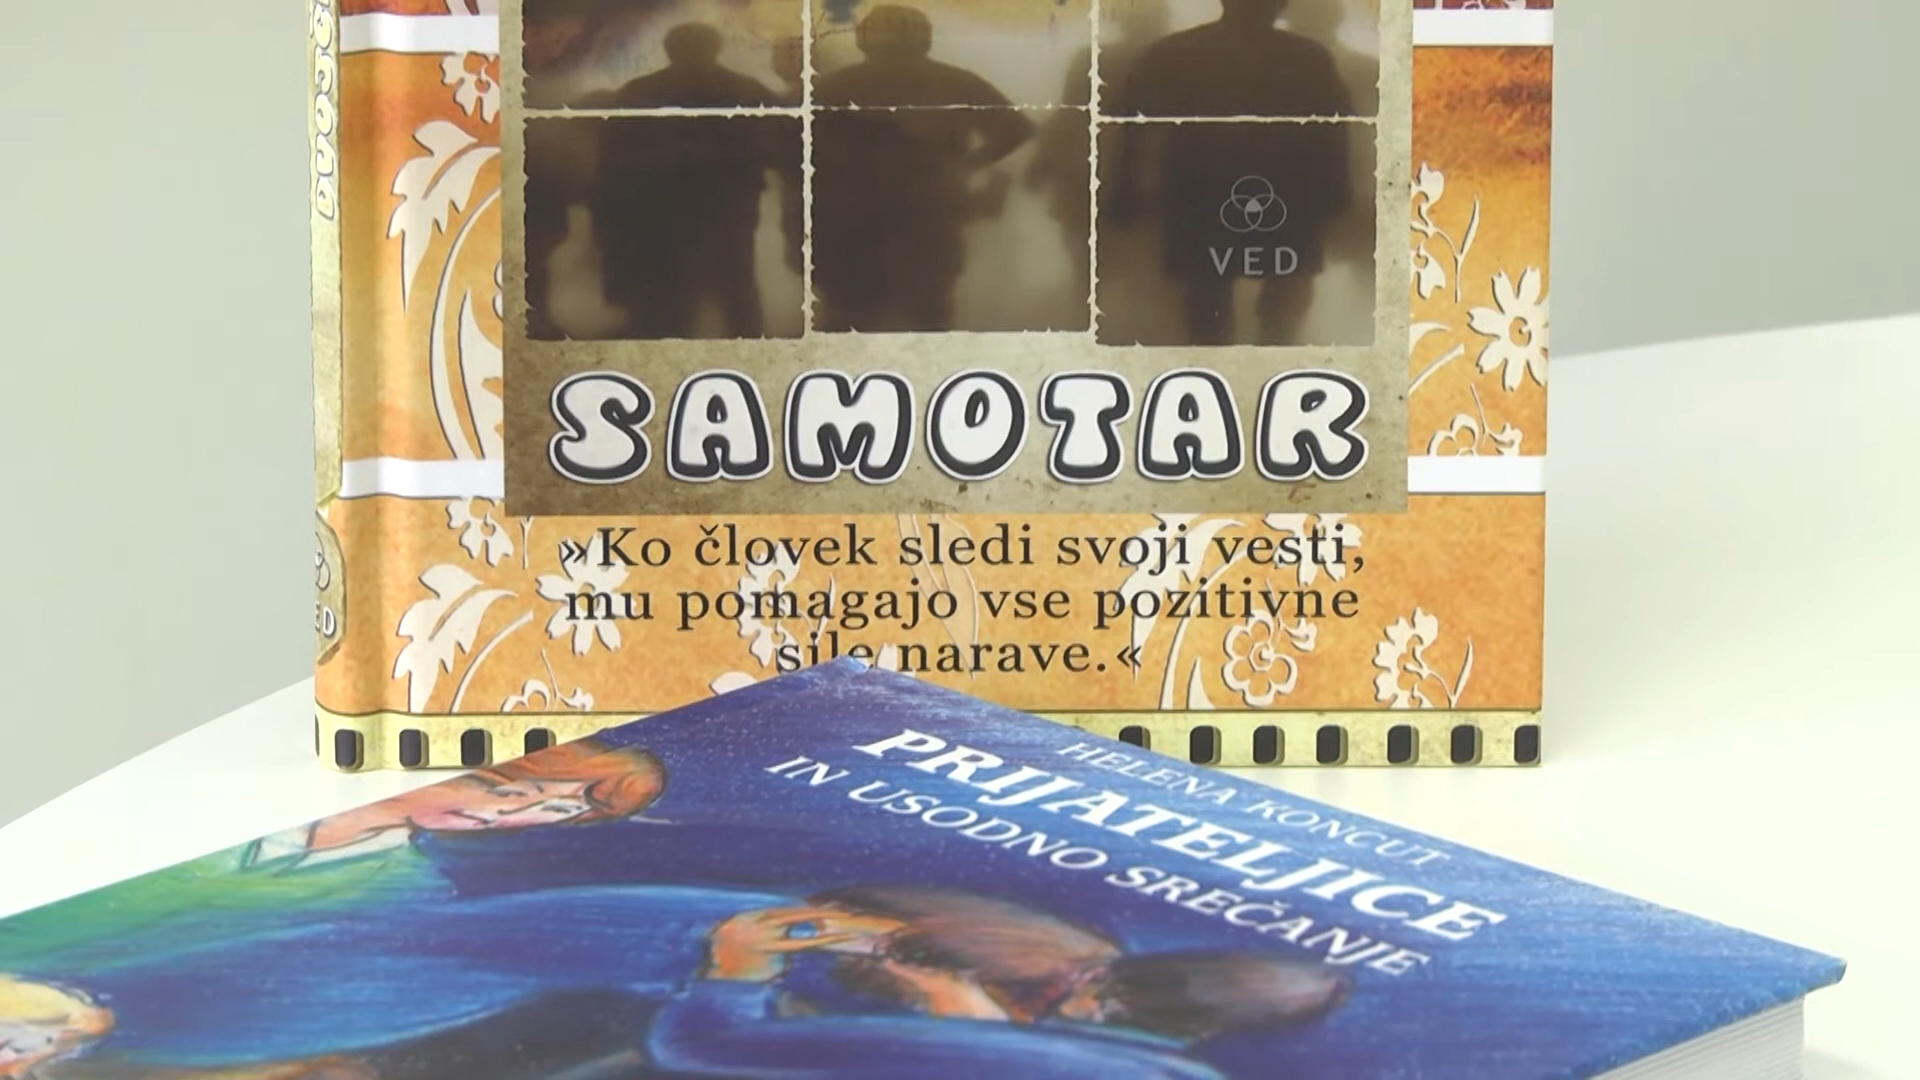 VED
SAMOTAR
»Ko človek sledi svoji vesti,
mu pomagajo vse pozitivne
sile narave.«
HELENA KONCUT
PRIJATELJICE
IN USODNO SREČANJE